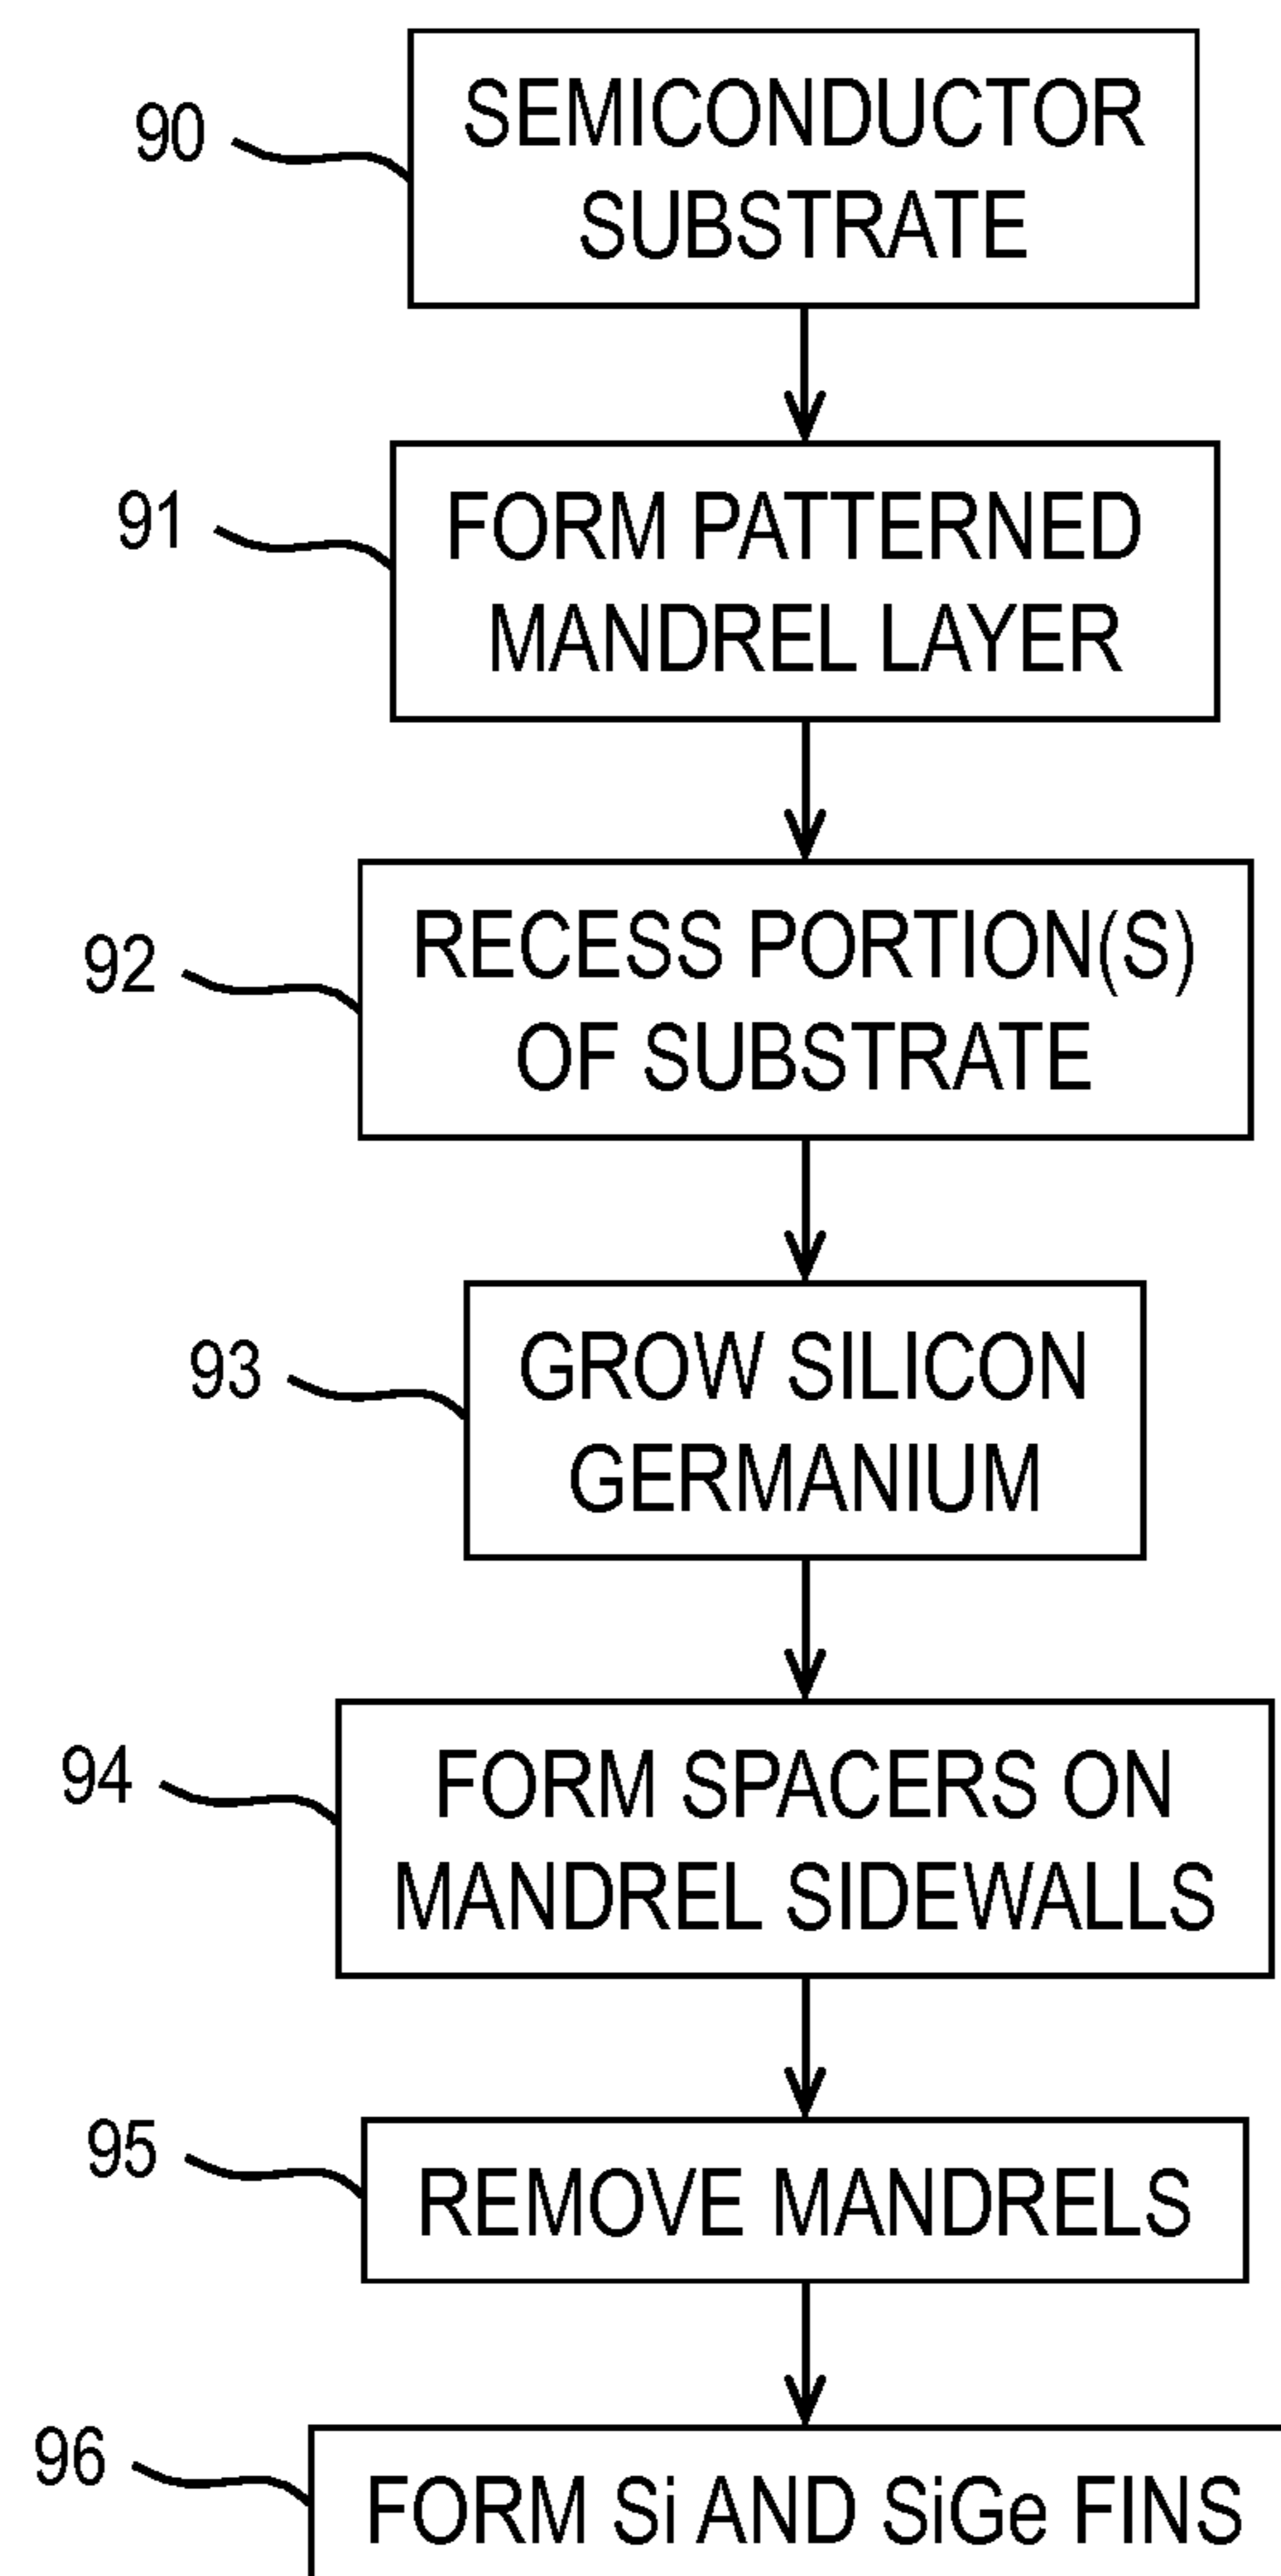 90
SEMICONDUCTOR
SUBSTRATE
91
FORM PATTERNED
MANDREL LAYER
92
RECESS PORTION(S)
OF SUBSTRATE
93
GROW SILICON
GERMANIUM
94
FORM SPACERS ON
MANDREL SIDEWALLS
95
REMOVE MANDRELS
96
FORM Si AND SiGe FINS